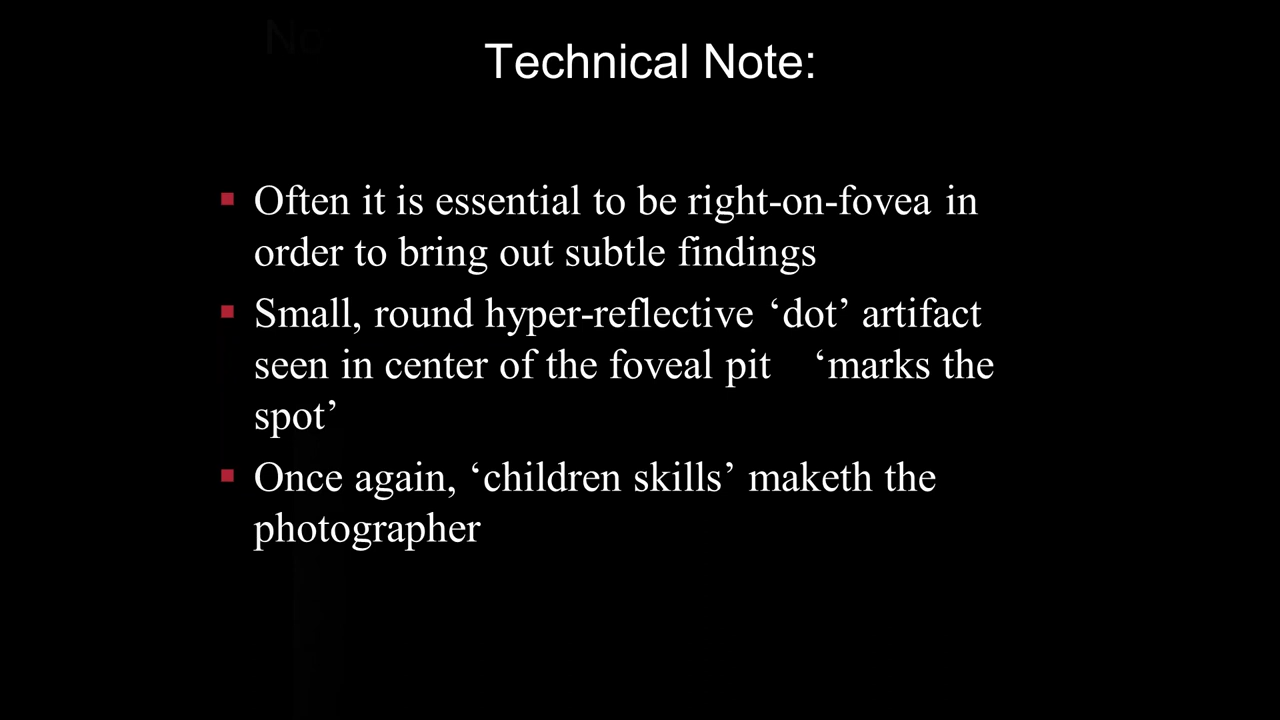 Technical Note:
▪ Often it is essential to be right-on-fovea in
order to bring out subtle findings
▪ Small, round hyper-reflective ‘dot’ artifact
seen in center of the foveal pit ‘marks the
spot’
▪ Once again, ‘children skills’ maketh the
photographer